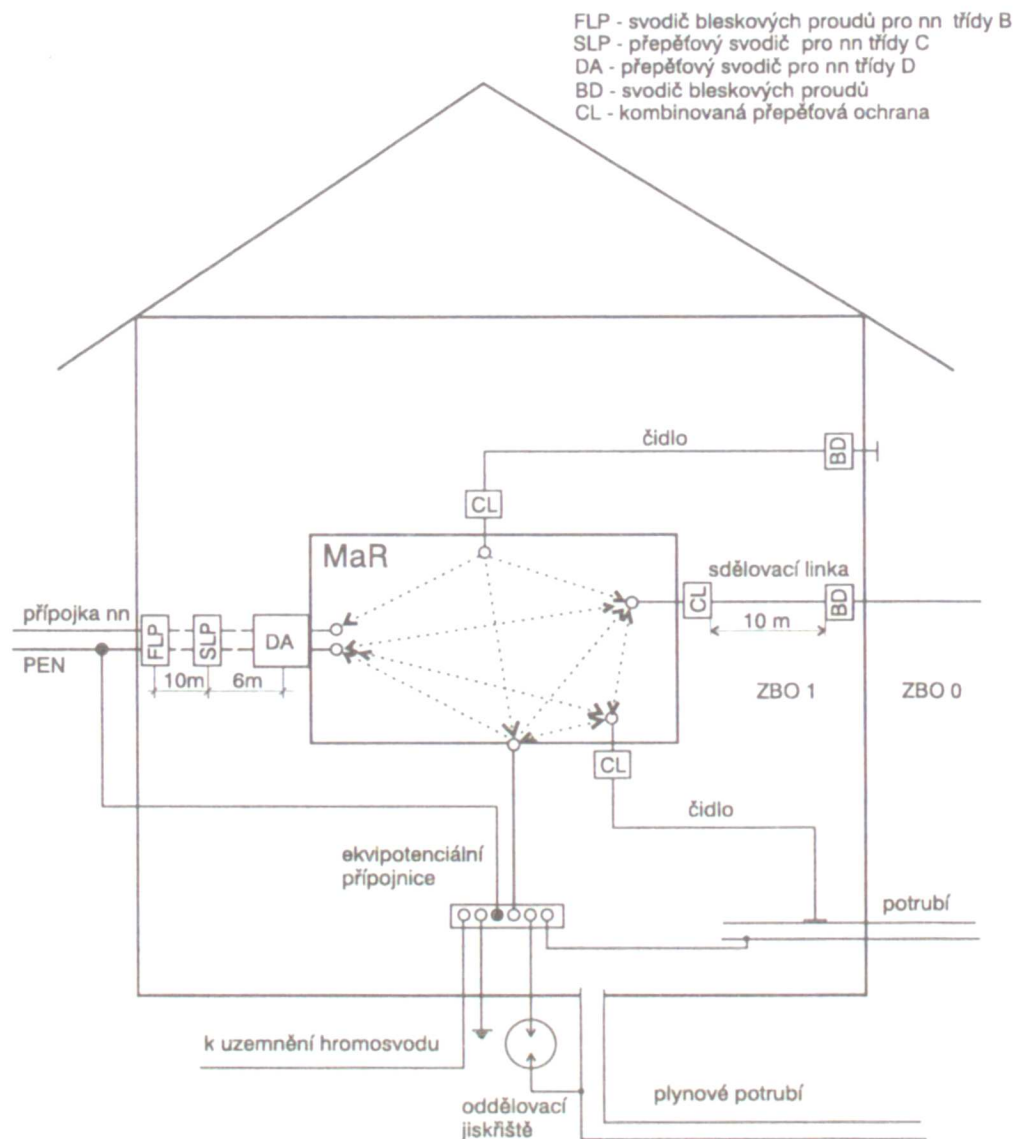 FLP - svodič bleskových proudů pro nn třídy B
SLP - přepěťový svodič pro nn třídy C
DA - přepěťový svodič pro nn třídy D
BD - svodič bleskových proudů
CL - kombinovaná přepěťová ochrana
čidlo
BD
CL
MaR
sdělovací linka
přípojka nn
FLP
SLP
DA
CL
BD
10 m
PEN
10m
6m
ZBO 1
ZBO 0
CL
čidlo
ekvipotenciální
přípojnice
potrubí
k uzemnění hromosvodu
plynové potrubí
oddělovací
jiskřiště